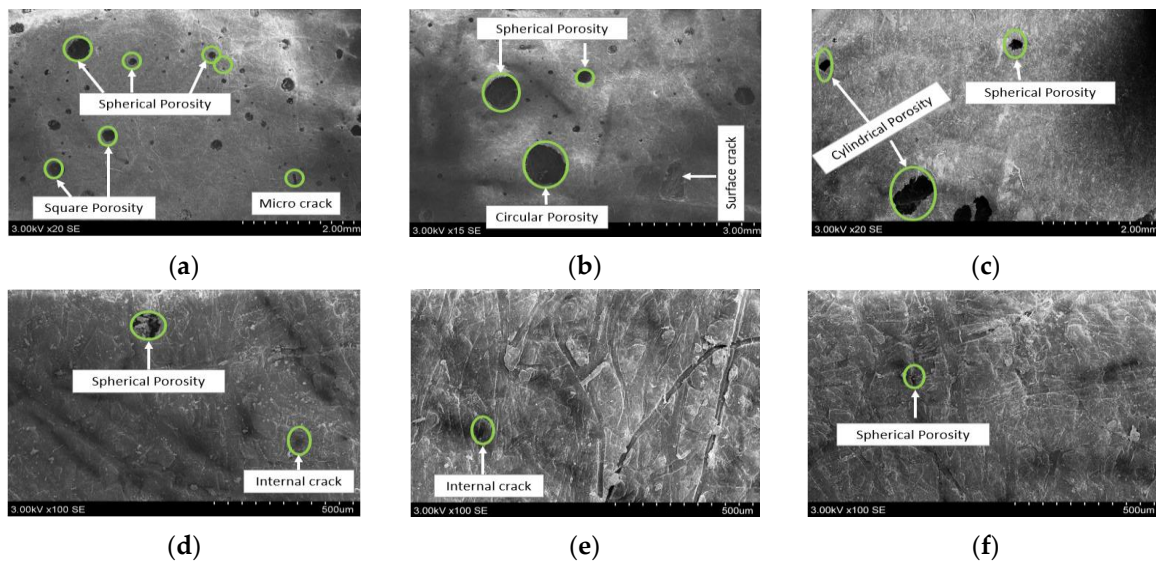 Spherical Porosity
Square Porosity
Micro crack
3.00kV x20 SE
2.00mm
(a)
Spherical Porosity
Surface crack
Circular Porosity
3.00kV x15 SE
3.00mm
(b)
Spherical Porosity
Cylindrical Porosity
3.00kV x20 SE
2.00mm
(c)
Spherical Porosity
Internal crack
3.00kV x100 SE
500um
(d)
Internal crack
3.00kV x100 SE
500um
(e)
Spherical Porosity
3.00kV x100 SE
500um
(f)